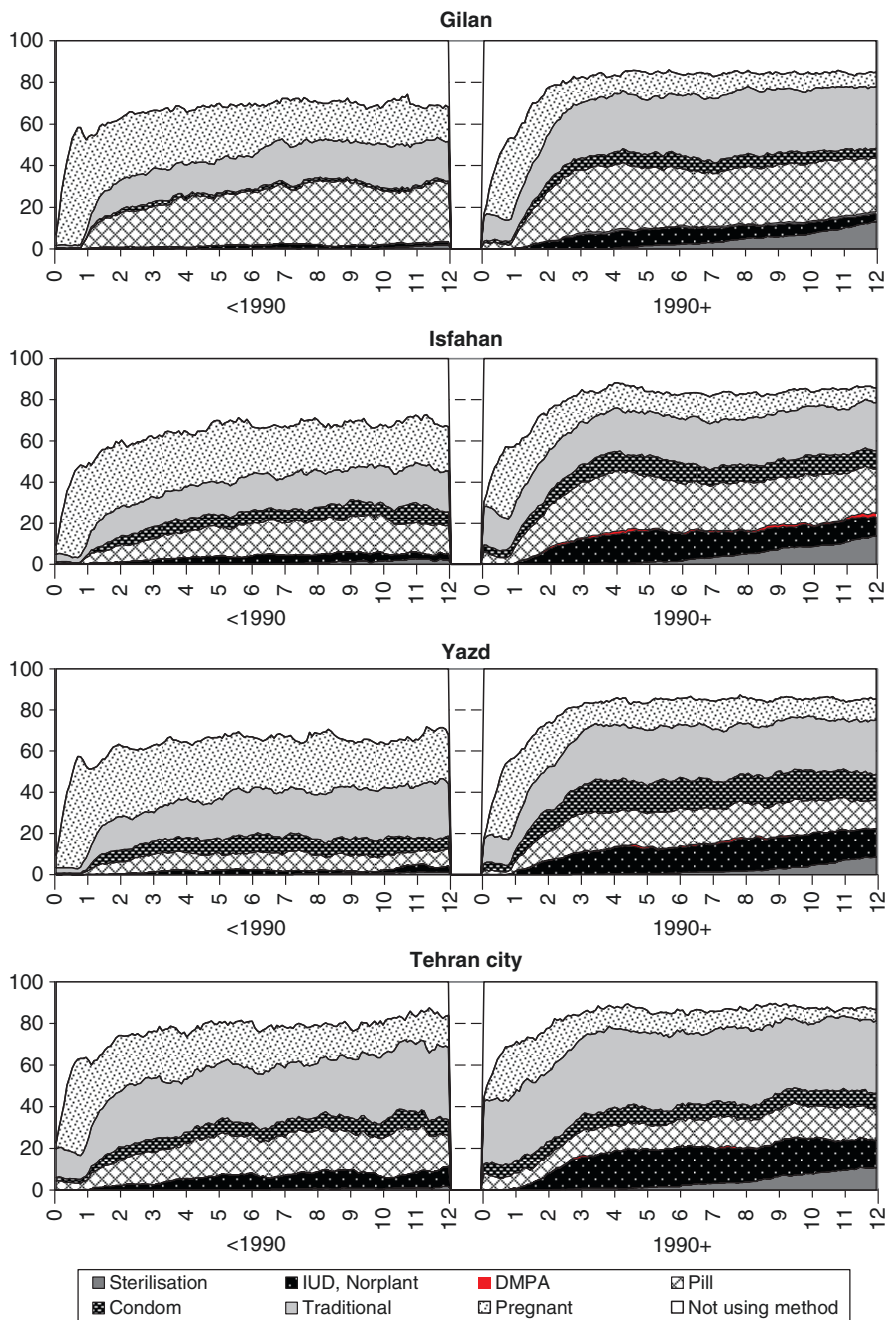 Gilan
100
80
60
40
20
0
0 1 2 3 4 5 6 7 8 9 10 11 12
<1990
0 1 2 3 4 5 6 7 8 9 10 11 12
1990+
Isfahan
100
80
60
40
20
0
0 1 2 3 4 5 6 7 8 9 10 11 12
<1990
0 1 2 3 4 5 6 7 8 9 10 11 12
1990+
Yazd
100
80
60
40
20
0
0 1 2 3 4 5 6 7 8 9 10 11 12
<1990
0 1 2 3 4 5 6 7 8 9 10 11 12
1990+
Tehran city
100
80
60
40
20
0
0 1 2 3 4 5 6 7 8 9 10 11 12
<1990
0 1 2 3 4 5 6 7 8 9 10 11 12
1990+
Sterilisation IUD, Norplant DMPA Pill
Condom Traditional Pregnant Not using method